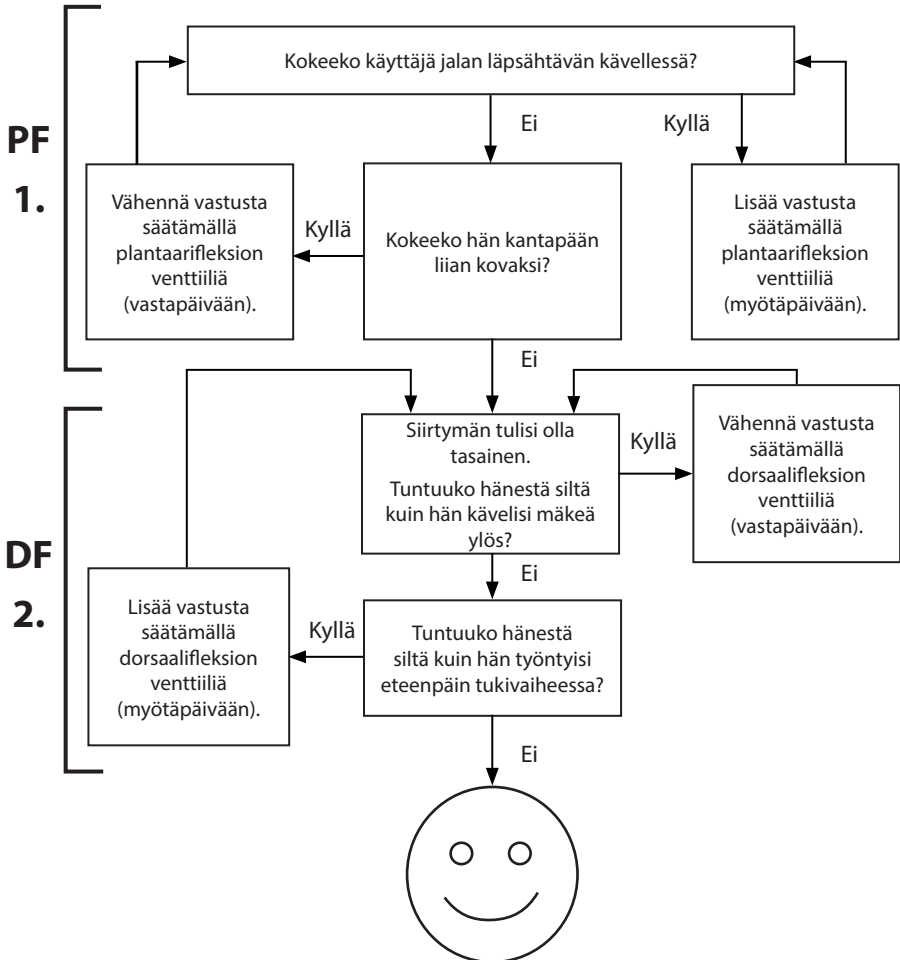 Kokeeko käyttäjä jalan läpsähtävän kävellessä?
Ei
Kyllä
PF
1.
Vähennä vastusta
säätämällä
plantaarifleksion
venttiiliä
(vastapäivään).
Kyllä
Kokeeko hän kantapään
liian kovaksi?
Lisää vastusta
säätämällä
plantaarifleksion
venttiiliä
(myötäpäivään).
Ei
DF
2.
Siirtymän tulisi olla
tasainen.
Tuntuuko hänestä siltä
kuin hän kävelisi mäkeä
ylös?
Kyllä
Vähennä vastusta
säätämällä
dorsaalifleksion
venttiiliä
(vastapäivään).
Ei
Lisää vastusta
säätämällä
dorsaalifleksion
venttiiliä
(myötäpäivään).
Kyllä
Tuntuuko hänestä
siltä kuin hän työntyisi
eteenpäin tukivaiheessa?
Ei